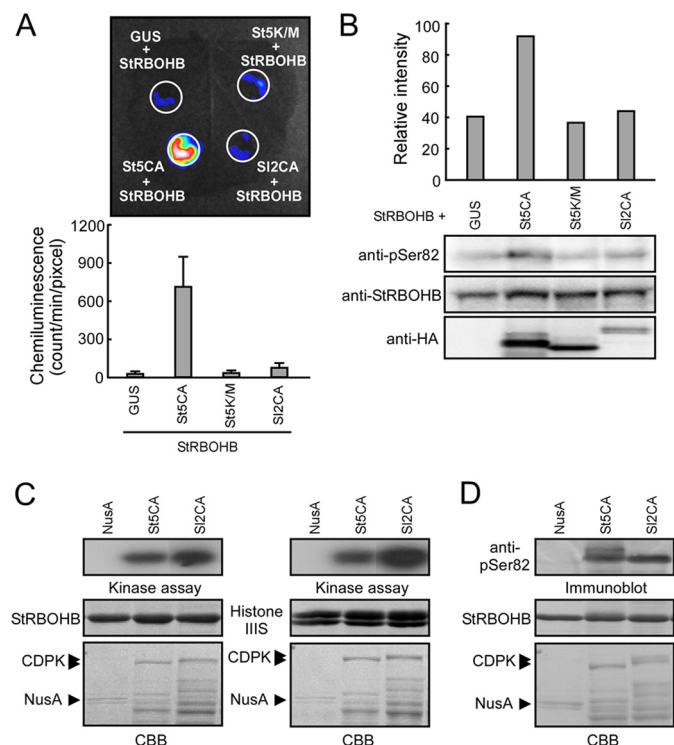 A
GUS
+
StRBOHB
St5K/M
+
StRBOHB
St5CA
+
StRBOHB
Sl2CA
+
StRBOHB
Chemiluminescence
(count/min/pixcel)
1200
900
600
300
0
GUS
St5CA
St5K/M
Sl2CA
StRBOHB
B
Relative intensity
100
80
60
40
20
0
StRBOHB +
GUS
St5CA
St5K/M
Sl2CA
anti-pSer82
anti-StRBOHB
anti-HA
C
NusA
St5CA
Sl2CA
Kinase assay
StRBOHB
CDPK
NusA
CBB
NusA
St5CA
Sl2CA
Kinase assay
Histone
IIIS
CDPK
NusA
CBB
D
NusA
St5CA
Sl2CA
anti-
pSer82
Immunoblot
StRBOHB
CDPK
NusA
CBB